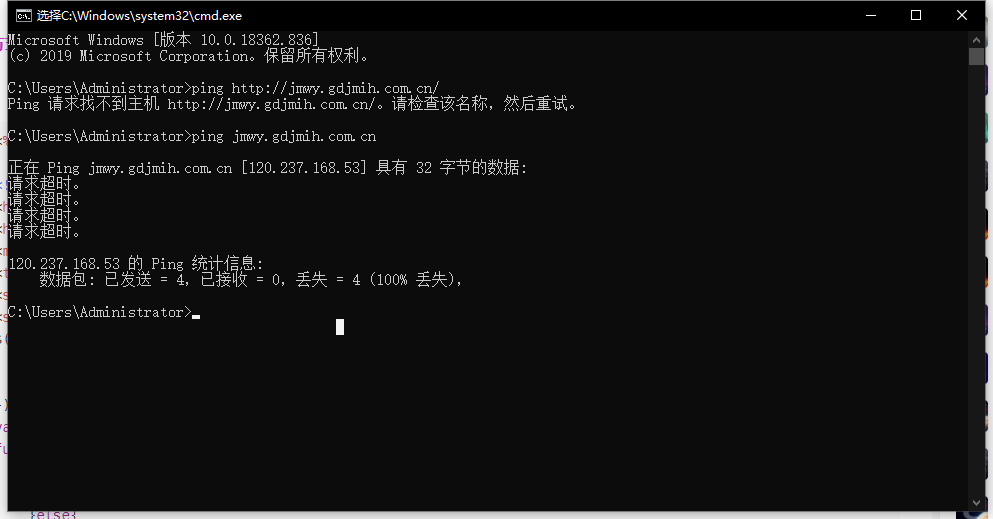 选择C:\Windows\system32\cmd.exe
Microsoft Windows [版本 10.0.18362.836]
(c) 2019 Microsoft Corporation。保留所有权利。
C:\Users\Administrator>ping http://jmwy.gdjmih.com.cn/
Ping 请求找不到主机 http://jmwy.gdjmih.com.cn/。请检查该名称，然后重试。
C:\Users\Administrator>ping jmwy.gdjmih.com.cn
正在 Ping jmwy.gdjmih.com.cn [120.237.168.53] 具有 32 字节的数据:
请求超时。
请求超时。
请求超时。
请求超时。
120.237.168.53 的 Ping 统计信息:
数据包: 已发送 = 4，已接收 = 0，丢失 = 4 (100% 丢失)，
C:\Users\Administrator>
}else{